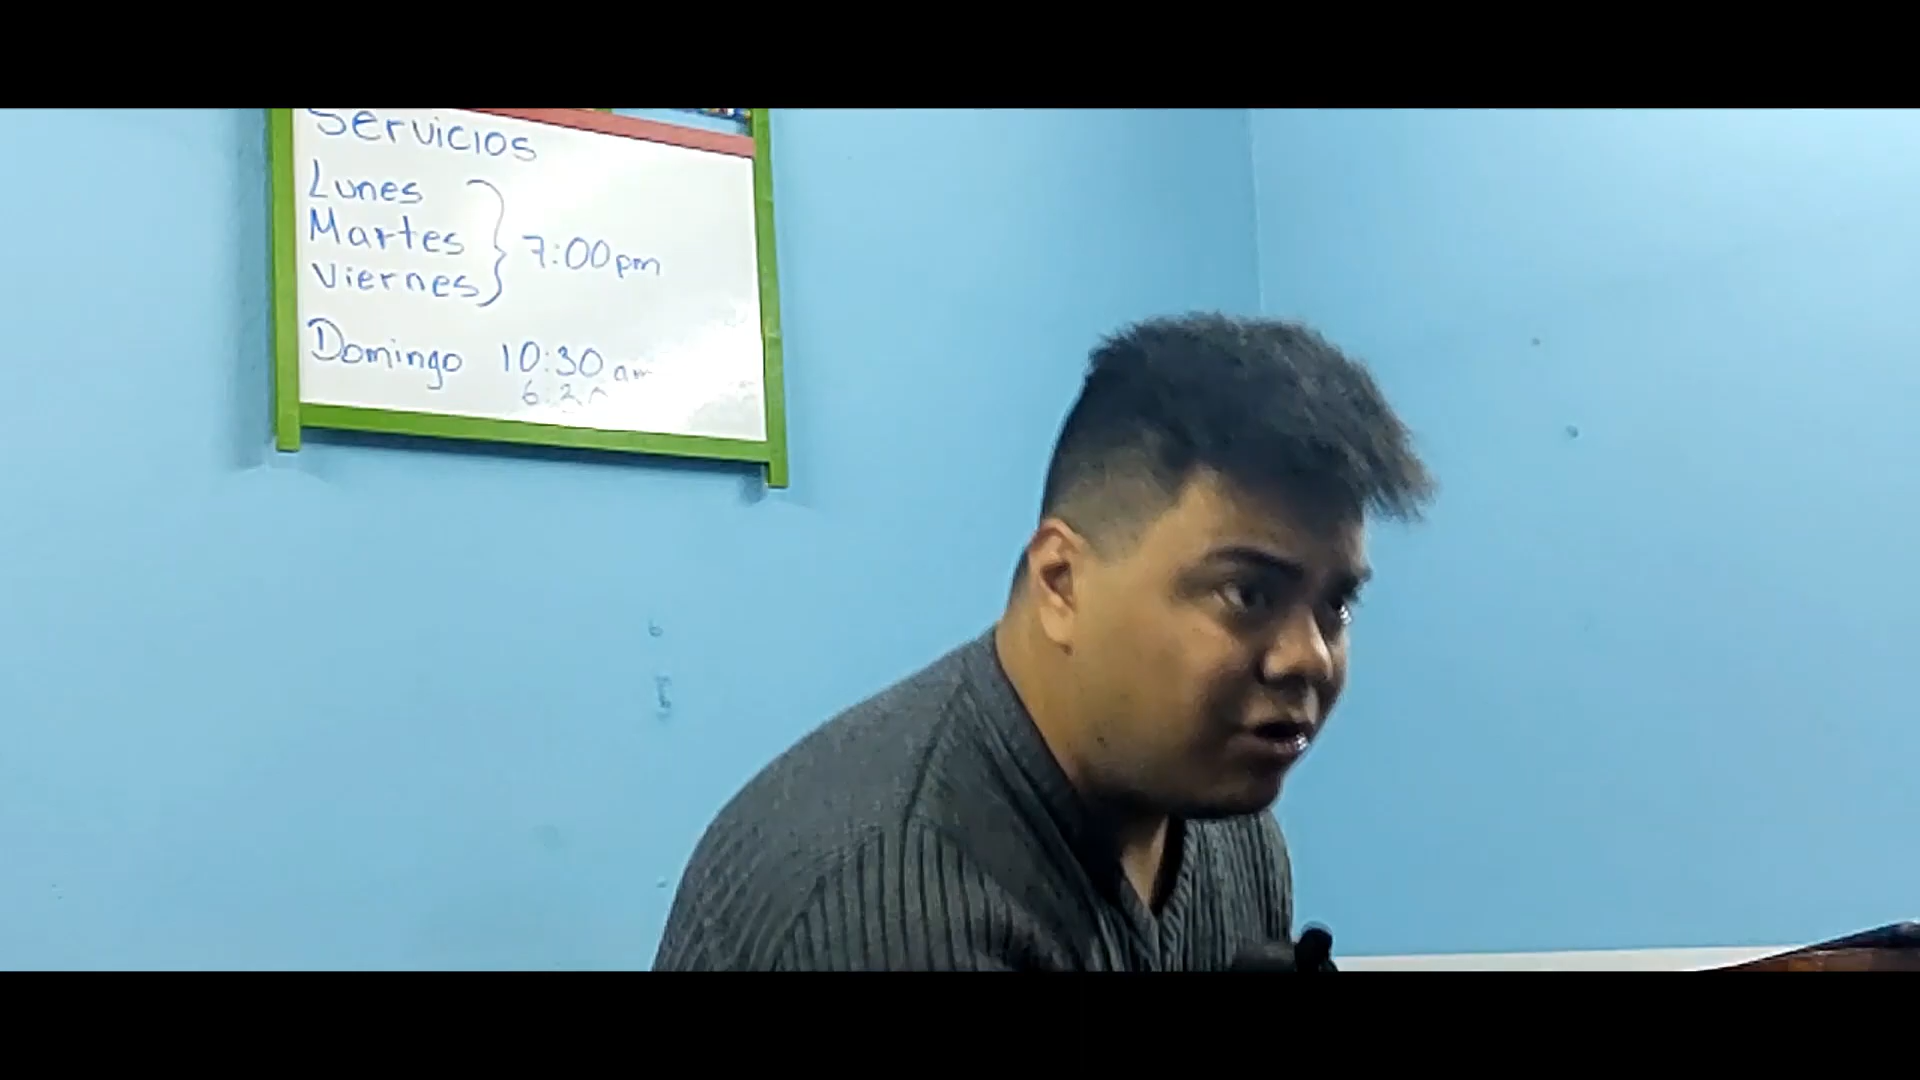 Servicios
Lunes
Martes
Viernes
7:00pm
Domingo 10:30 am